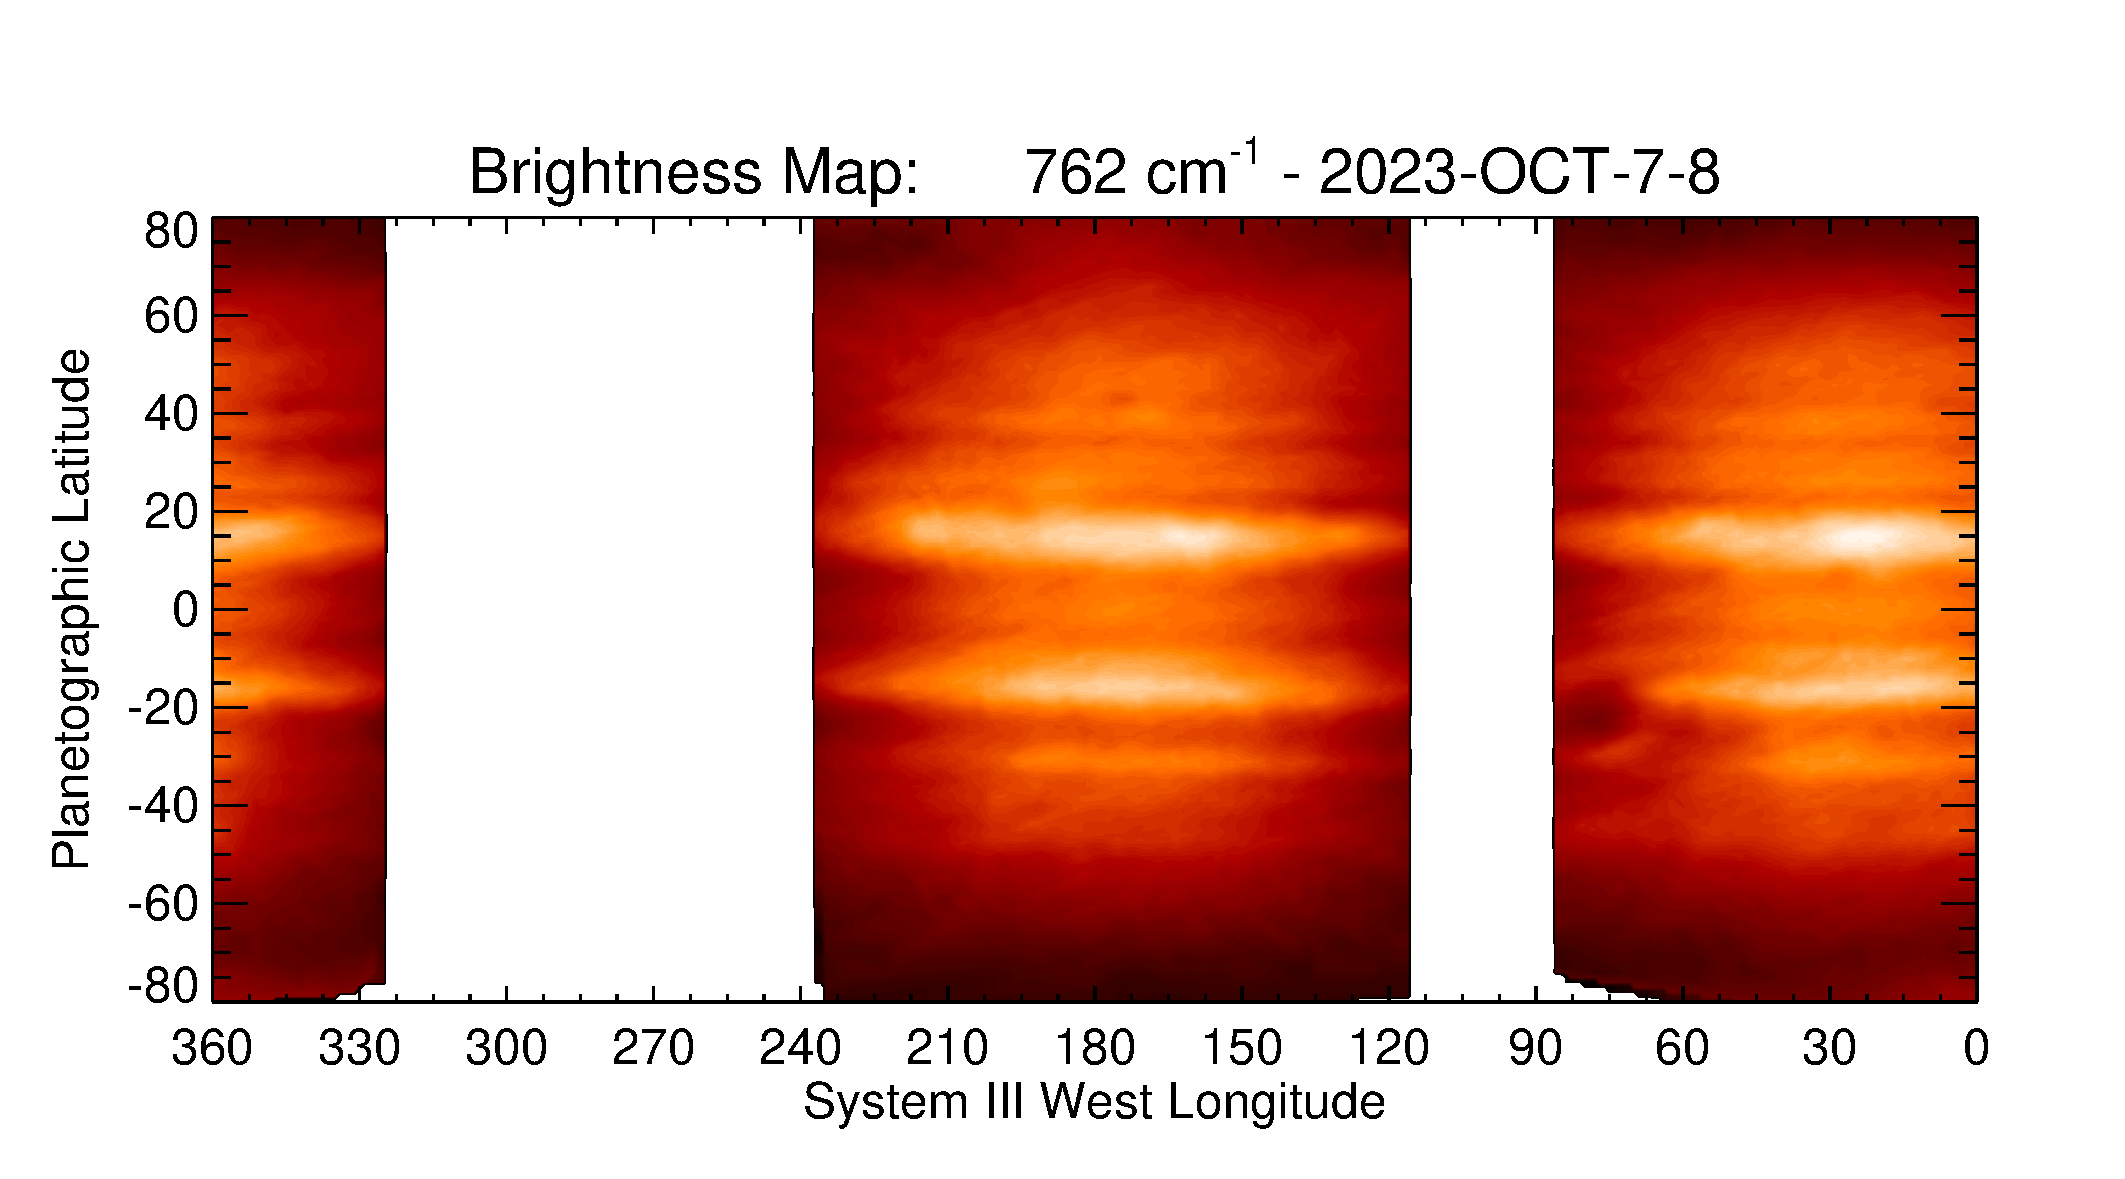 Brightness Map: 762 cm-1 - 2023-OCT-7-8
Planetographic Latitude
80
60
40
20
0
-20
-40
-60
-80
360 330 300 270 240 210 180 150 120 90 60 30 0
System III West Longitude